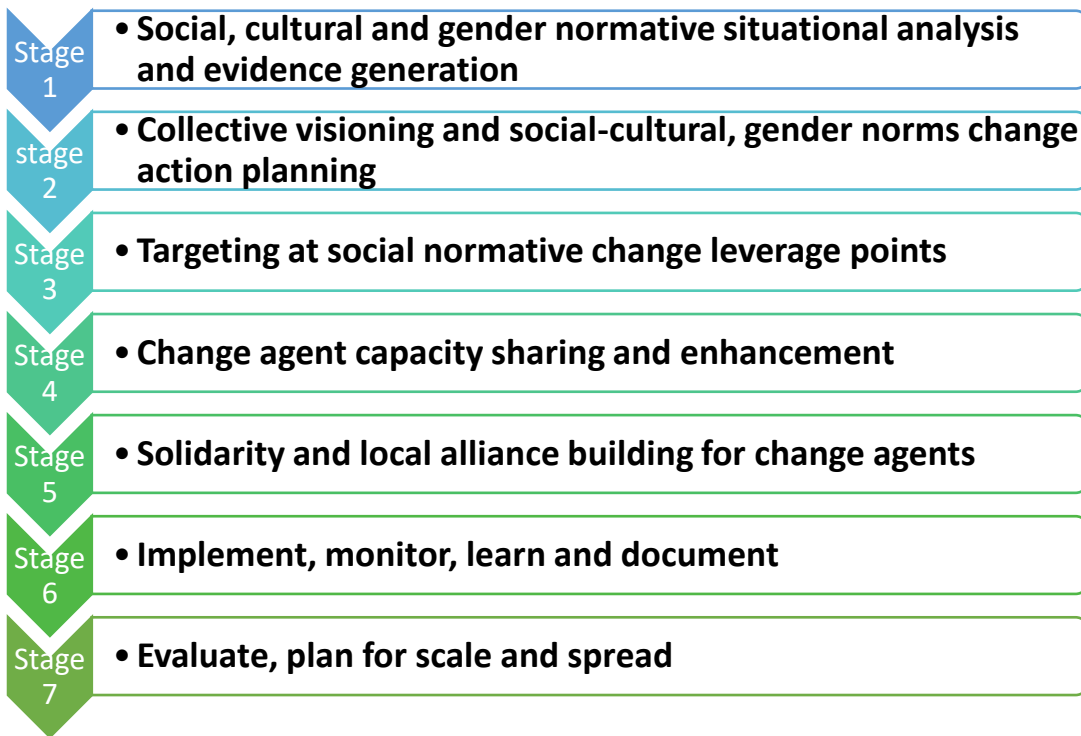 Stage
1
• Social, cultural and gender normative situational analysis
and evidence generation
stage
2
• Collective visioning and social-cultural, gender norms change
action planning
Stage
3
• Targeting at social normative change leverage points
Stage
4
• Change agent capacity sharing and enhancement
Stage
5
• Solidarity and local alliance building for change agents
Stage
6
• Implement, monitor, learn and document
Stage
7
• Evaluate, plan for scale and spread